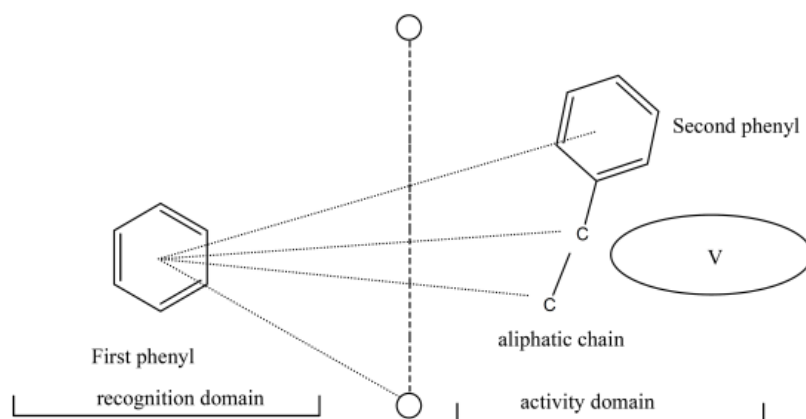 Second phenyl
C
V
C
aliphatic chain
First phenyl
recognition domain
activity domain